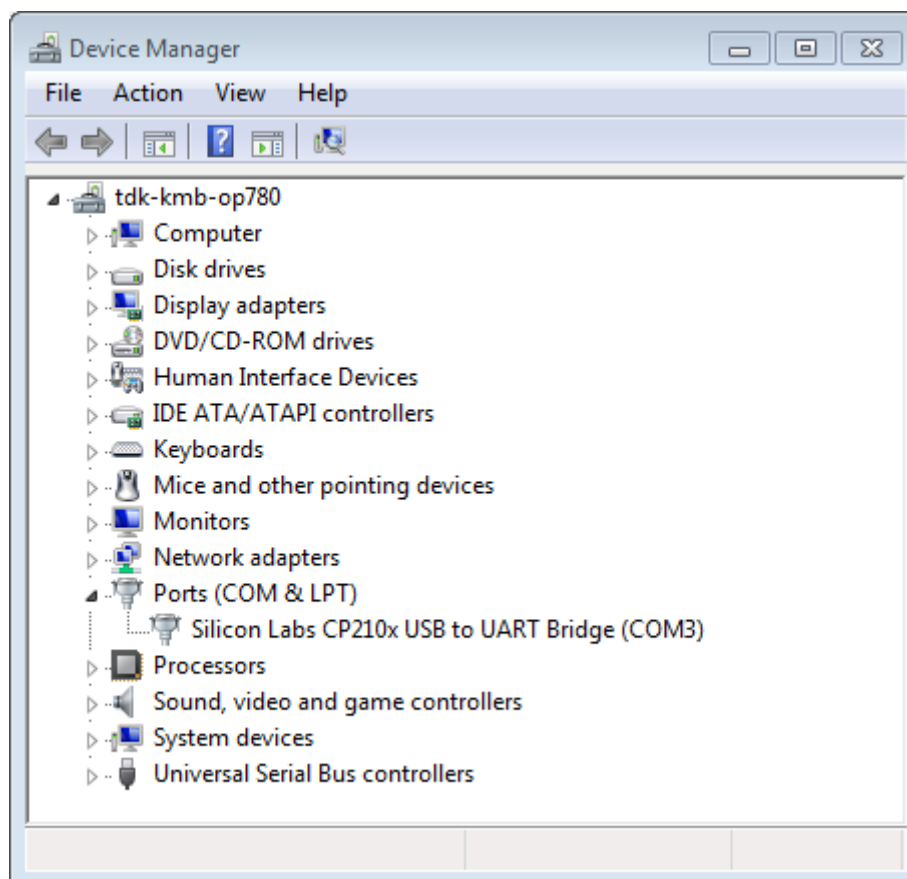 Device Manager
File Action View Help
?
tdk-kmb-op780
Computer
Disk drives
Display adapters
DVD/CD-ROM drives
Human Interface Devices
IDE ATA/ATAPI controllers
Keyboards
Mice and other pointing devices
Monitors
Network adapters
Ports (COM & LPT)
Silicon Labs CP210x USB to UART Bridge (COM3)
Processors
Sound, video and game controllers
System devices
Universal Serial Bus controllers